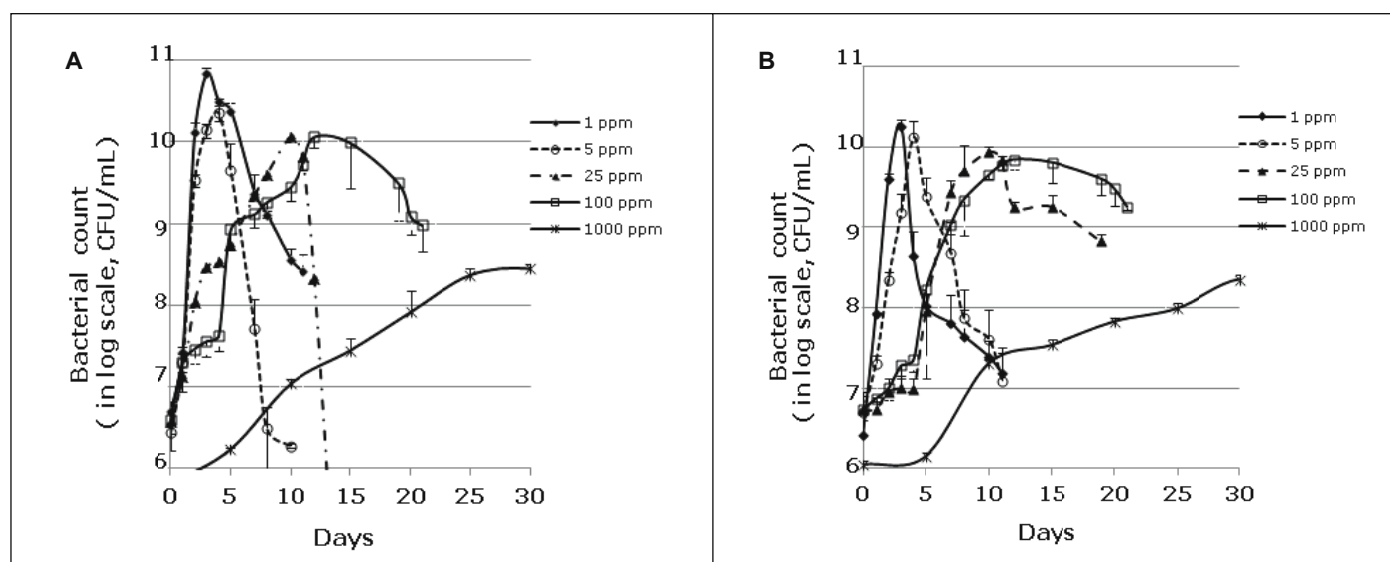 A
Bacterial count
( in log scale, CFU/mL)
11
10
9
8
7
6
0 5 10 15 20 25 30
Days
1 ppm
5 ppm
25 ppm
100 ppm
1000 ppm
B
Bacterial count
( in log scale, CFU/mL)
11
10
9
8
7
6
0 5 10 15 20 25 30
Days
1 ppm
5 ppm
25 ppm
100 ppm
1000 ppm